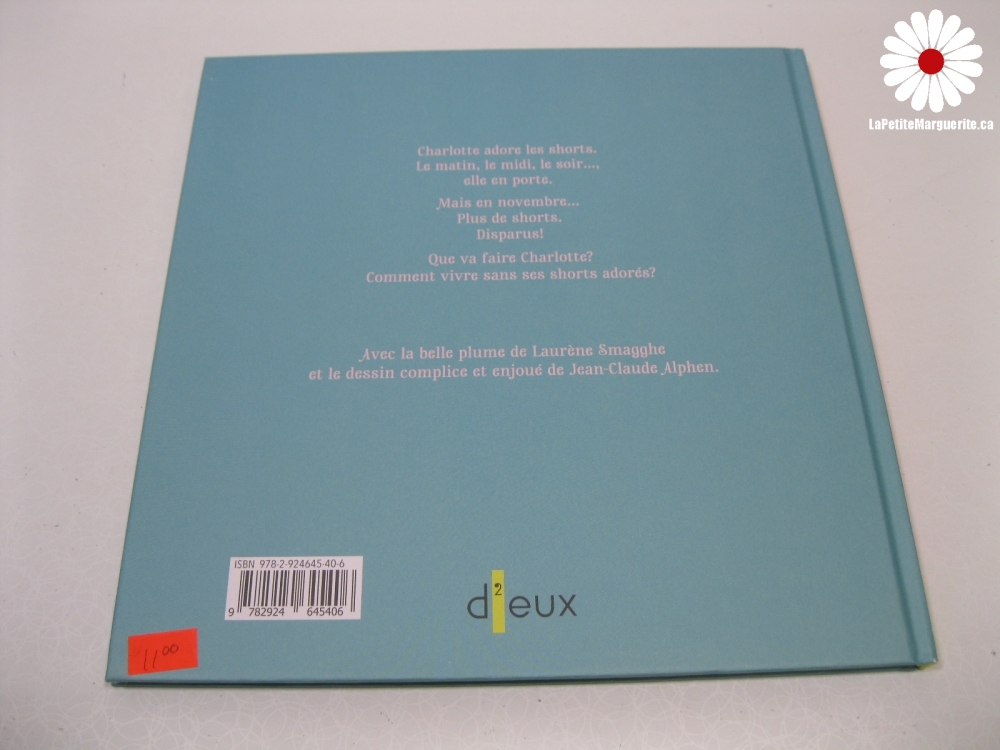 LaPetiteMarguerite.ca
Charlotte adore les shorts.
Le matin, le midi, le soir...,
elle en porte.
Mais en novembre...
Plus de shorts.
Disparus!
Que va faire Charlotte?
Comment vivre sans ses shorts adorés?
Avec la belle plume de Laurène Smagghe
et le dessin complice et enjoué de Jean-Claude Alphen.
ISBN 978-2-924645-40-6
9 782924 645406
d2eux
11.00